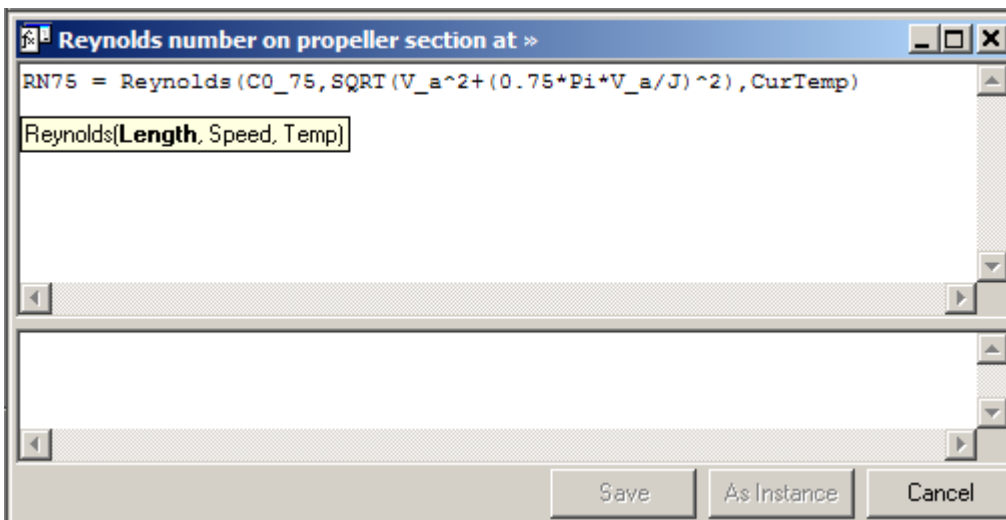 Reynolds number on propeller section at »
RN75 = Reynolds(C0_75,SQRT(V_a^2+(0.75*Pi*V_a/J)^2),CurTemp)
Reynolds(Length, Speed, Temp)
Save As Instance Cancel